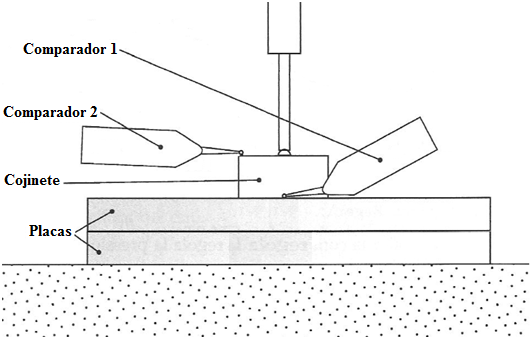 Comparador 1
Comparador 2
Cojinete
Placas